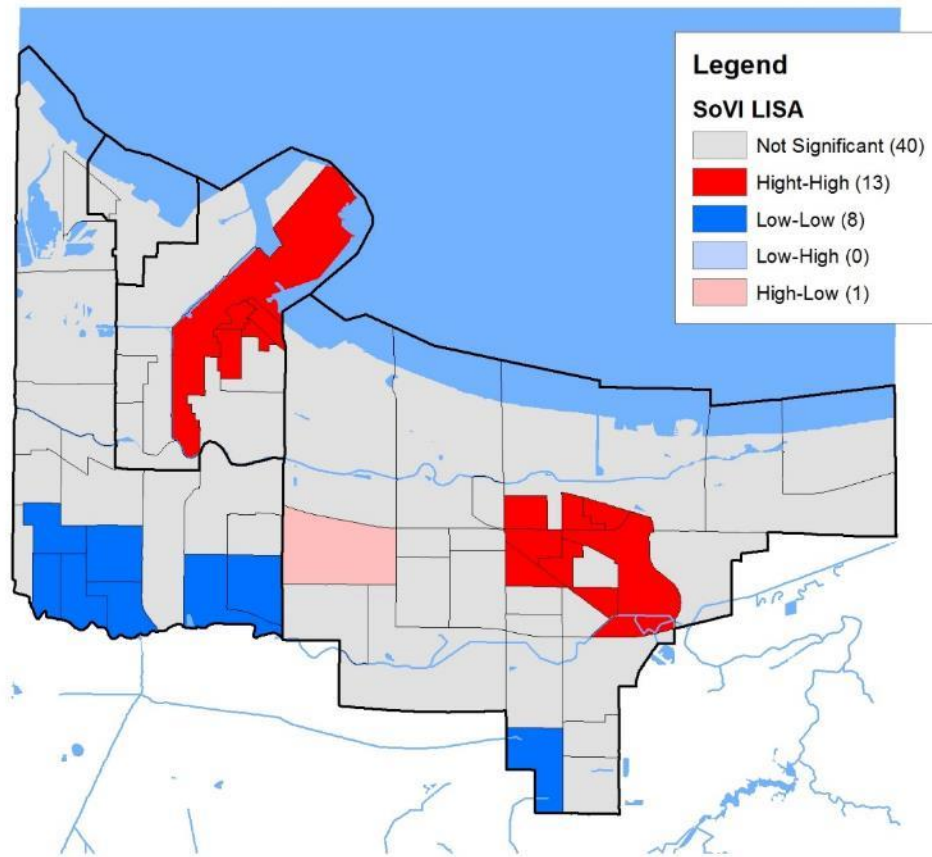 Legend
SoVI LISA
Not Significant (40)
Hight-High (13)
Low-Low (8)
Low-High (0)
High-Low (1)